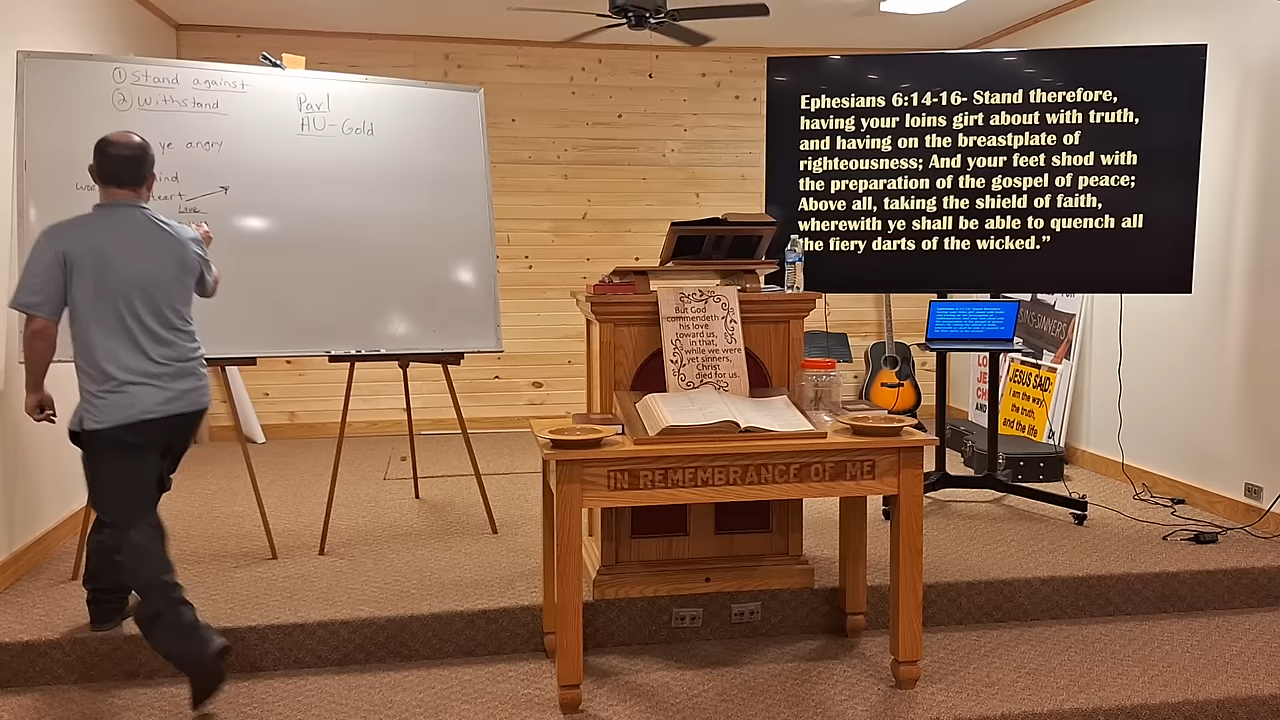 ① Stand against
② Withstand
Parl
AU-Gold
ye angry
Love
Ephesians 6:14-16- Stand therefore,
having your loins girt about with truth,
and having on the breastplate of
righteousness; And your feet shod with
the preparation of the gospel of peace;
Above all, taking the shield of faith,
wherewith ye shall be able to quench all
the fiery darts of the wicked.”
But God
commendeth
his love
toward us,
in that,
while we were
yet sinners,
Christ
died for us.
IN REMEMBRANCE OF ME
SINS-SINNERS
JESUS SAID:
I am the way,
the truth,
and the life